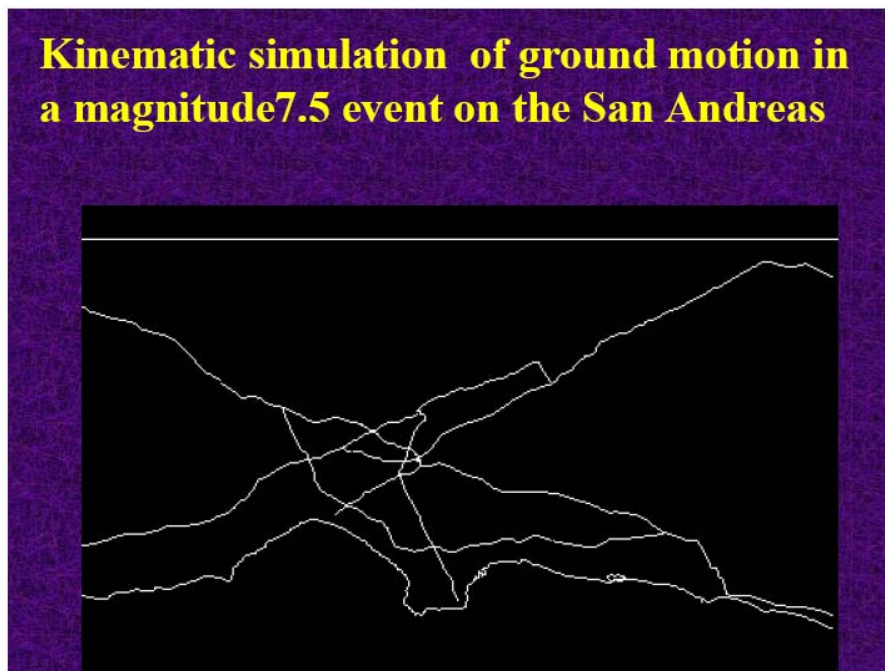 Kinematic simulation of ground motion in
a magnitude7.5 event on the San Andreas